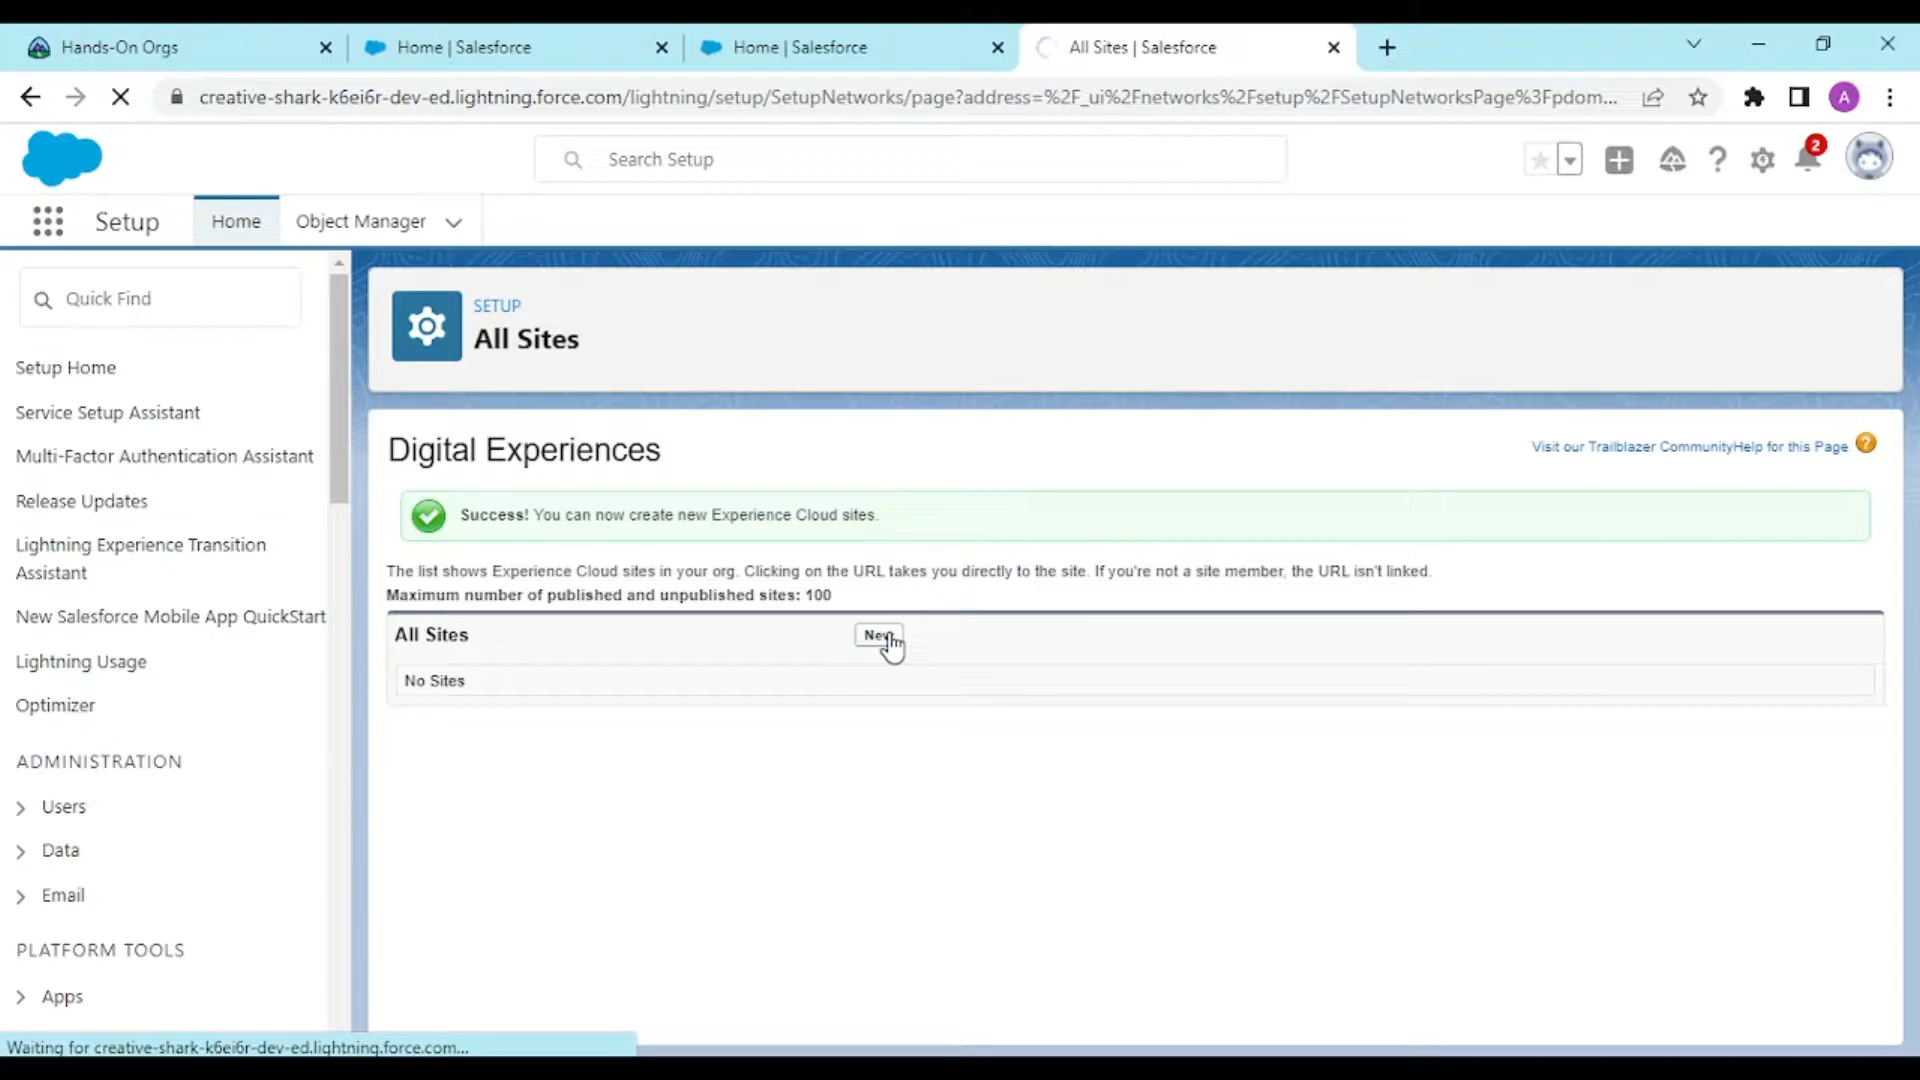 Hands-On Orgs
Home | Salesforce
Home | Salesforce
All Sites | Salesforce
creative-shark-k6ei6r-dev-ed.lightning.force.com/lightning/setup/SetupNetworks/page?address=%2F_ui%2Fnetworks%2Fsetup%2FSetupNetworksPage%3Fpdom...
A
Search Setup
2
Setup
Home
Object Manager
Quick Find
Setup Home
Service Setup Assistant
Multi-Factor Authentication Assistant
Release Updates
Lightning Experience Transition
Assistant
New Salesforce Mobile App QuickStart
Lightning Usage
Optimizer
ADMINISTRATION
Users
Data
Email
PLATFORM TOOLS
Apps
SETUP
All Sites
Digital Experiences
Visit our Trailblazer CommunityHelp for this Page
Success! You can now create new Experience Cloud sites.
The list shows Experience Cloud sites in your org. Clicking on the URL takes you directly to the site. If you're not a site member, the URL isn't linked.
Maximum number of published and unpublished sites: 100
All Sites
New
No Sites
Waiting for creative-shark-k6ei6r-dev-ed.lightning.force.com...